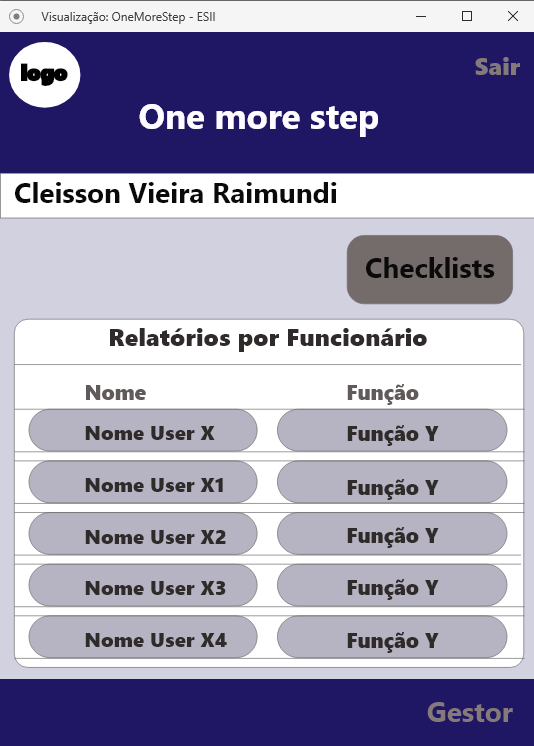 Visualização: OneMoreStep - ESII
logo
Sair
One more step
Cleisson Vieira Raimundi
Checklists
Relatórios por Funcionário
Nome Função
Nome User X Função Y
Nome User X1 Função Y
Nome User X2 Função Y
Nome User X3 Função Y
Nome User X4 Função Y
Gestor